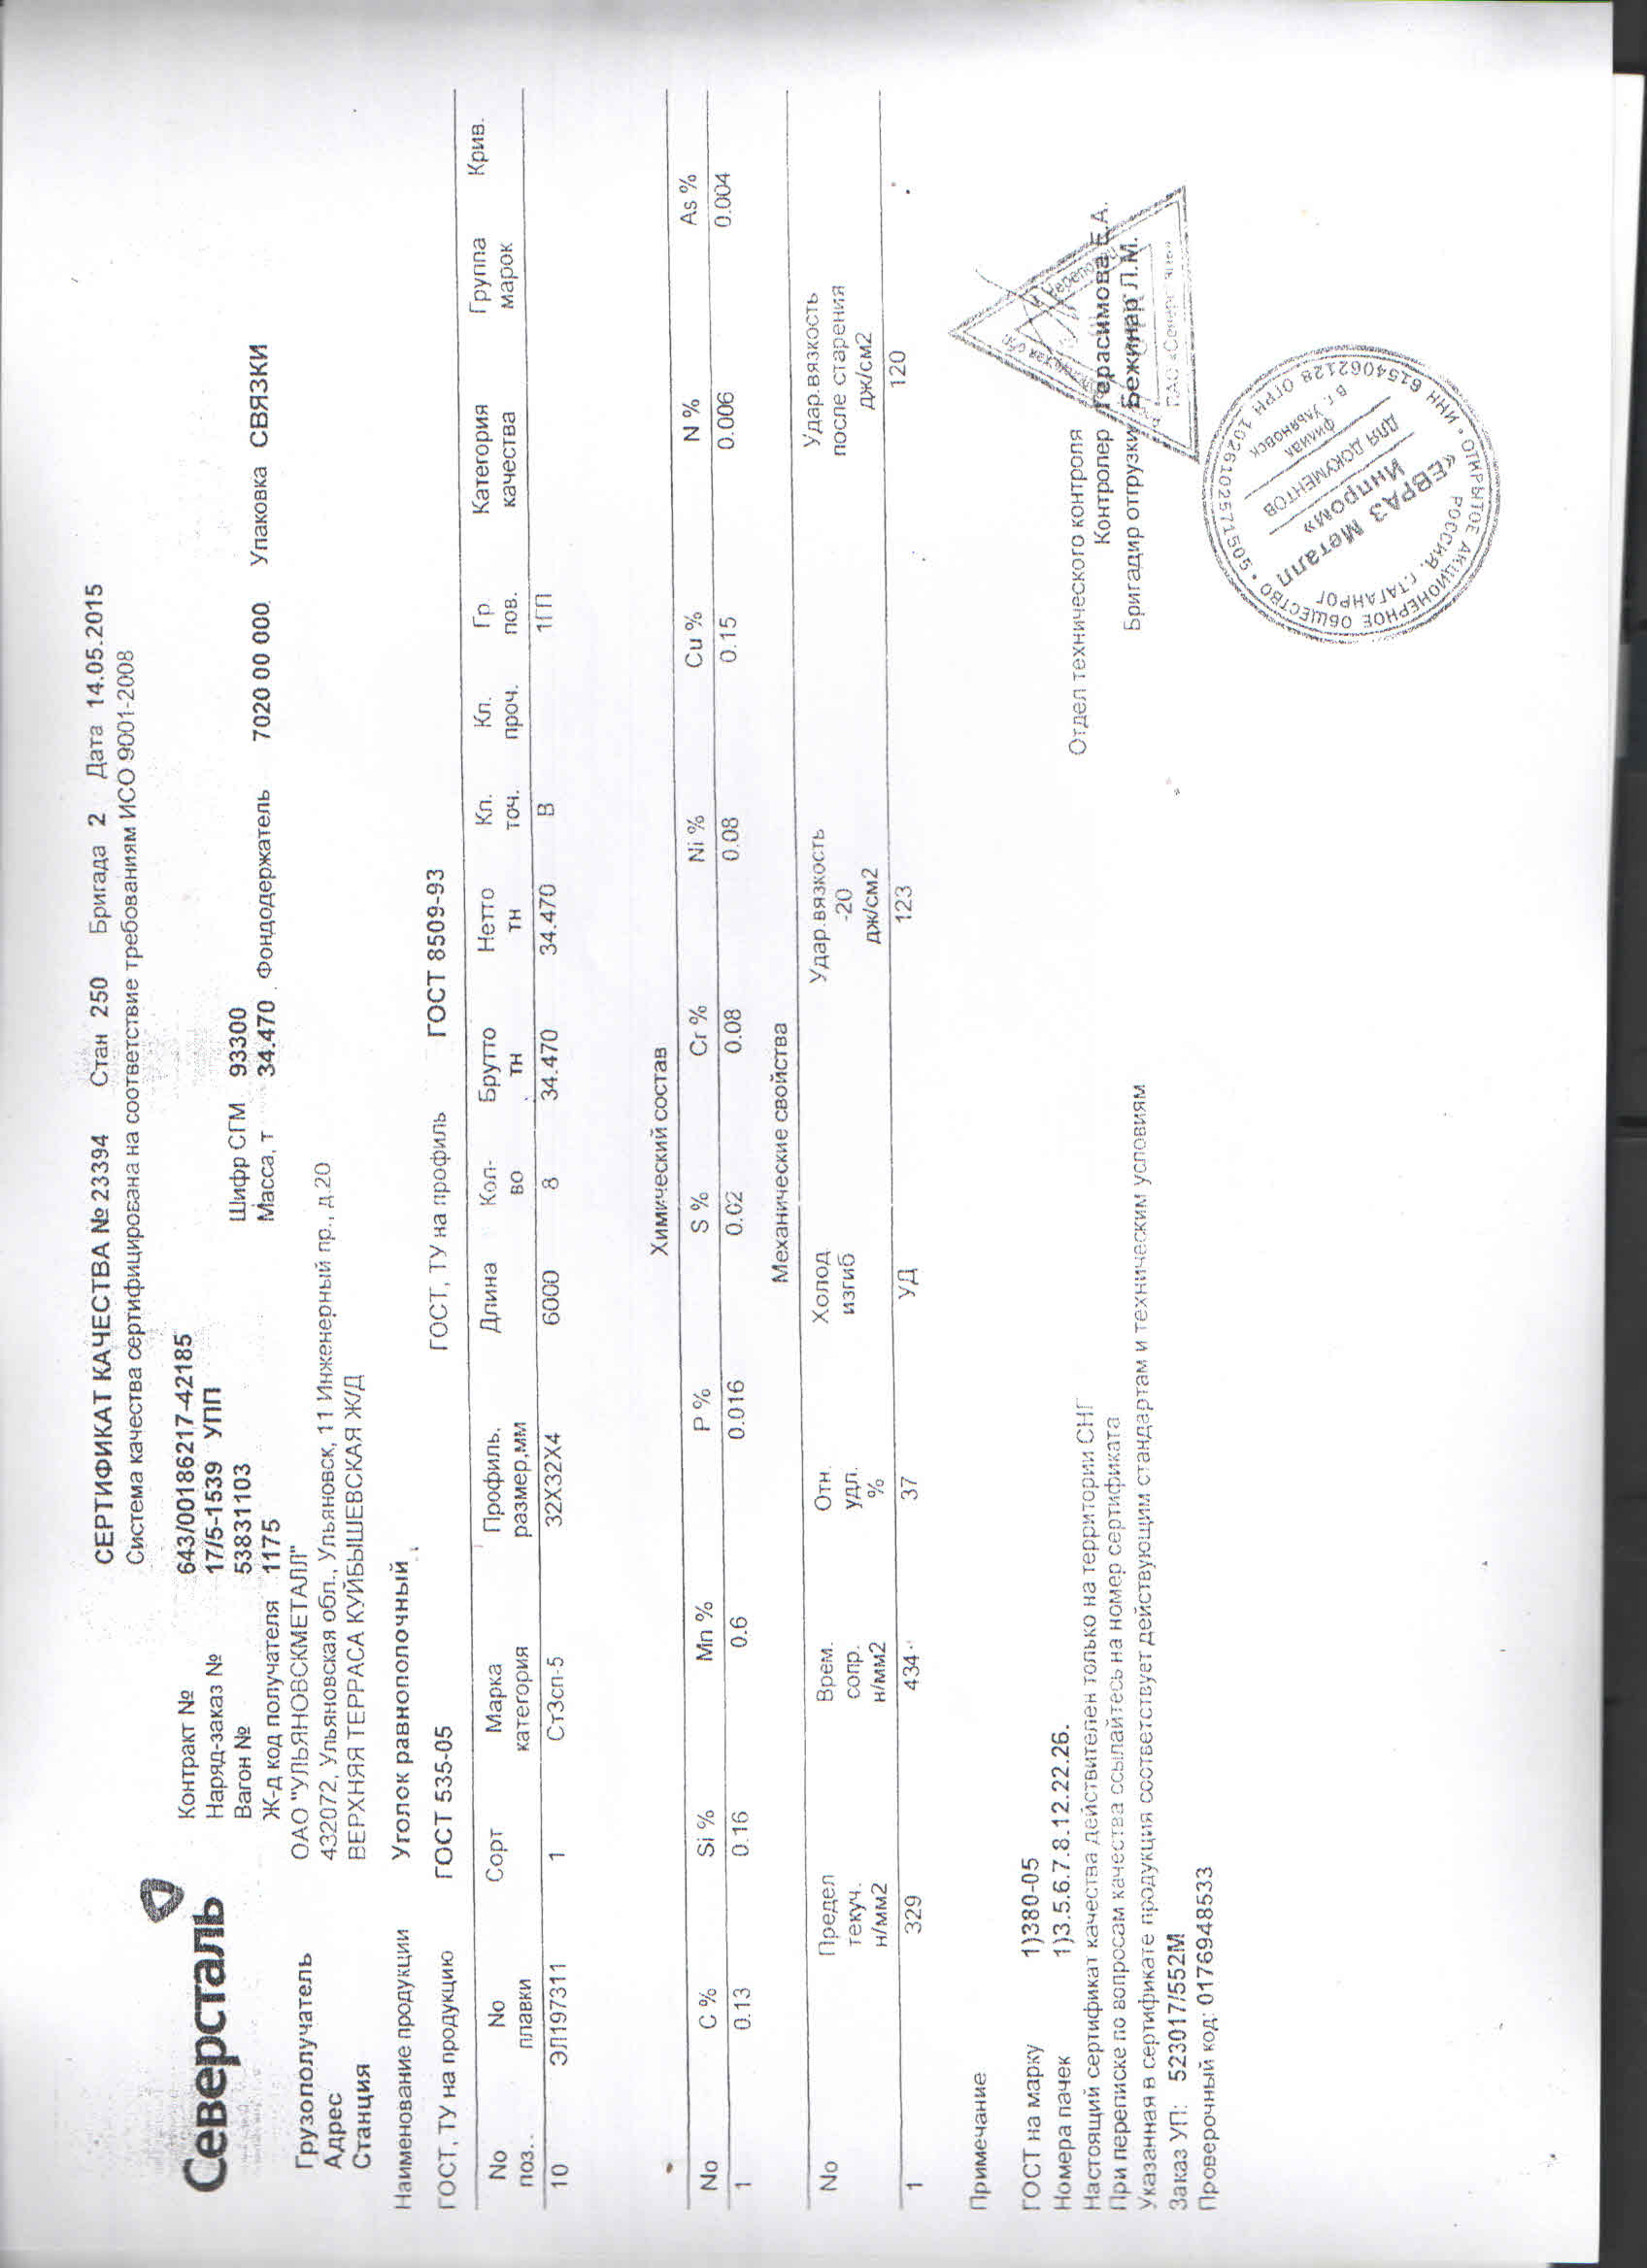 СЕРТИФИКАТ КАЧЕСТВА № 23394 Стан 250 Бригада 2 Дата 14.05.2015
Система качества сертифицирована на соответствие требованиям ИСО 9001-2008
Северсталь
Контракт № 643/00186217-42185
Наряд-заказ № 17/5-1539 УПП
Вагон № 53831103 Шифр СГМ 93300
Ж-д код получателя 1175 Масса, т 34.470 Фондодержатель 7020 00 000 Упаковка СВЯЗКИ
Грузополучатель ОАО "УЛЬЯНОВСКМЕТАЛЛ"
Адрес 432072, Ульяновская обл., Ульяновск, 11 Инженерный пр., д.20
Станция ВЕРХНЯЯ ТЕРРАСА КУЙБЫШЕВСКАЯ Ж/Д
Наименование продукции Уголок равнополочный
ГОСТ, ТУ на продукцию ГОСТ 535-05 ГОСТ, ТУ на профиль ГОСТ 8509-93
No No Сорт Марка Профиль, Длина Кол- Брутто Нетто Кл. Кл. Гр. Категория Группа Крив.
поз.. плавки категория размер,мм во тн тн точ. проч. пов. качества марок
10 ЭЛ197311 1 Ст3сп-5 32X32X4 6000 8 34.470 34.470 В 1ГП
Химический состав
No C % Si % Mn % P % S % Cr % Ni % Cu % N % As %
1 0.13 0.16 0.6 0.016 0.02 0.08 0.08 0.15 0.006 0.004
Механические свойства
No Предел Врем. Отн. Холод. Удар.вязкость Удар.вязкость
текуч. сопр. удл. изгиб -20 после старения
н/мм2 н/мм2 % дж/см2 дж/см2
1 329 434 37 УД 123 120
Примечание
ГОСТ на марку 1)380-05
Номера пачек 1)3.5.6.7.8.12.22.26.
Настоящий сертификат качества действителен только на территории СНГ
При переписке по вопросам качества ссылайтесь на номер сертификата
Указанная в сертификате продукция соответствует действующим стандартам и техническим условиям
Заказ УП: 523017/552М
Проверочный код: 0176948533
Отдел технического контроля
Контролер Герасимова Е.А.
Бригадир отгрузки Бежинар Л.М.
ОТК
ПАО «Северсталь»
ОТКРЫТОЕ АКЦИОНЕРНОЕ ОБЩЕСТВО • ИНН 6154062128 ОГРН 1026102571505 •
РОССИЯ, г.ТАГАНРОГ
«ЕВРАЗ Металл
Инпром»
ДЛЯ ДОКУМЕНТОВ
филиал
в г. Ульяновск